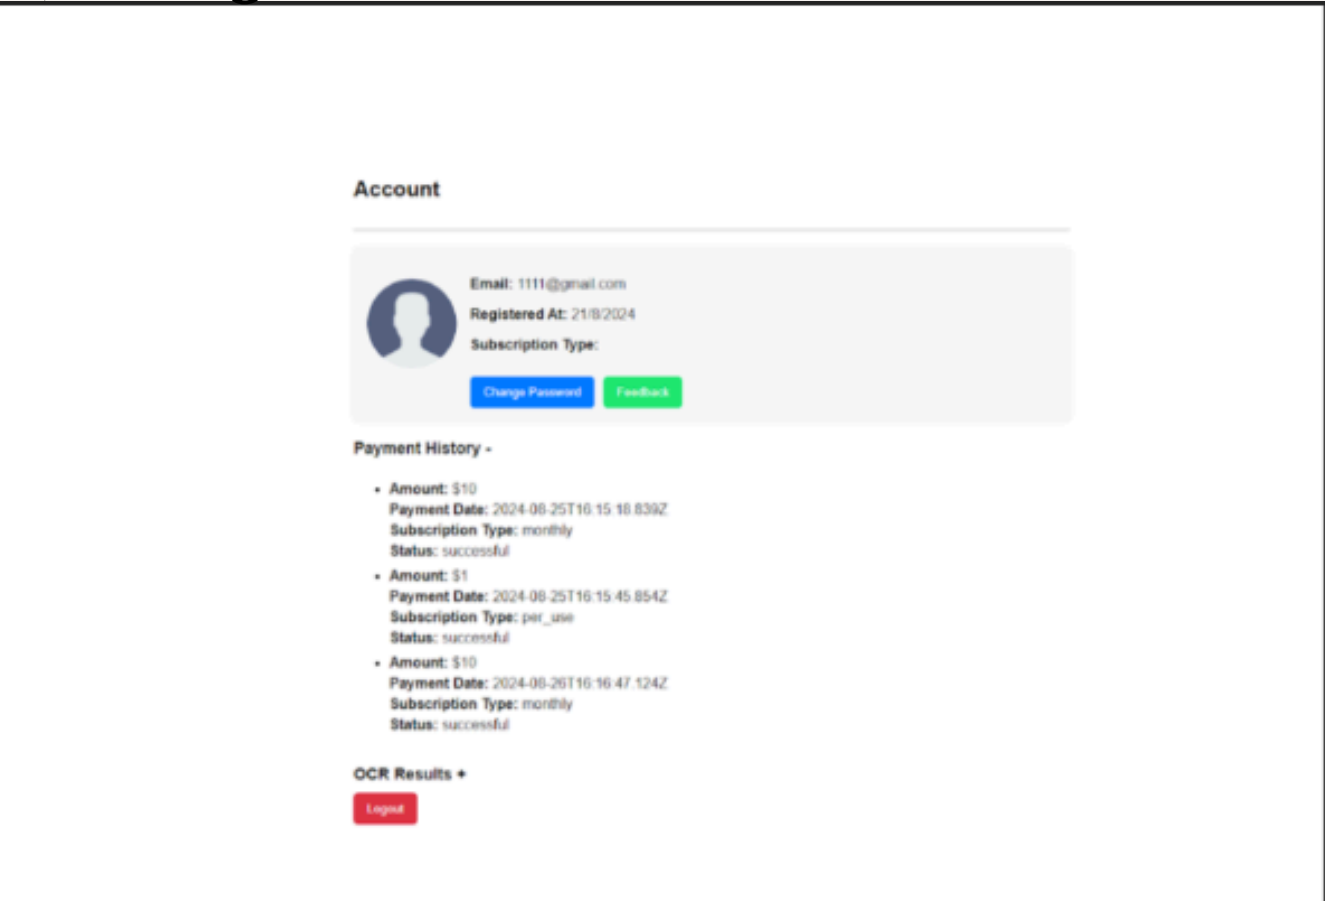 Account
Email: 1111@gmail.com
Registered At: 21/8/2024
Subscription Type:
Change Password Feedback
Payment History -
• Amount: $10
Payment Date: 2024-08-25T16:15:18.839Z
Subscription Type: monthly
Status: successful
• Amount: $1
Payment Date: 2024-08-25T16:15:45.854Z
Subscription Type: per_use
Status: successful
• Amount: $10
Payment Date: 2024-08-26T16:16:47.124Z
Subscription Type: monthly
Status: successful
OCR Results +
Logout